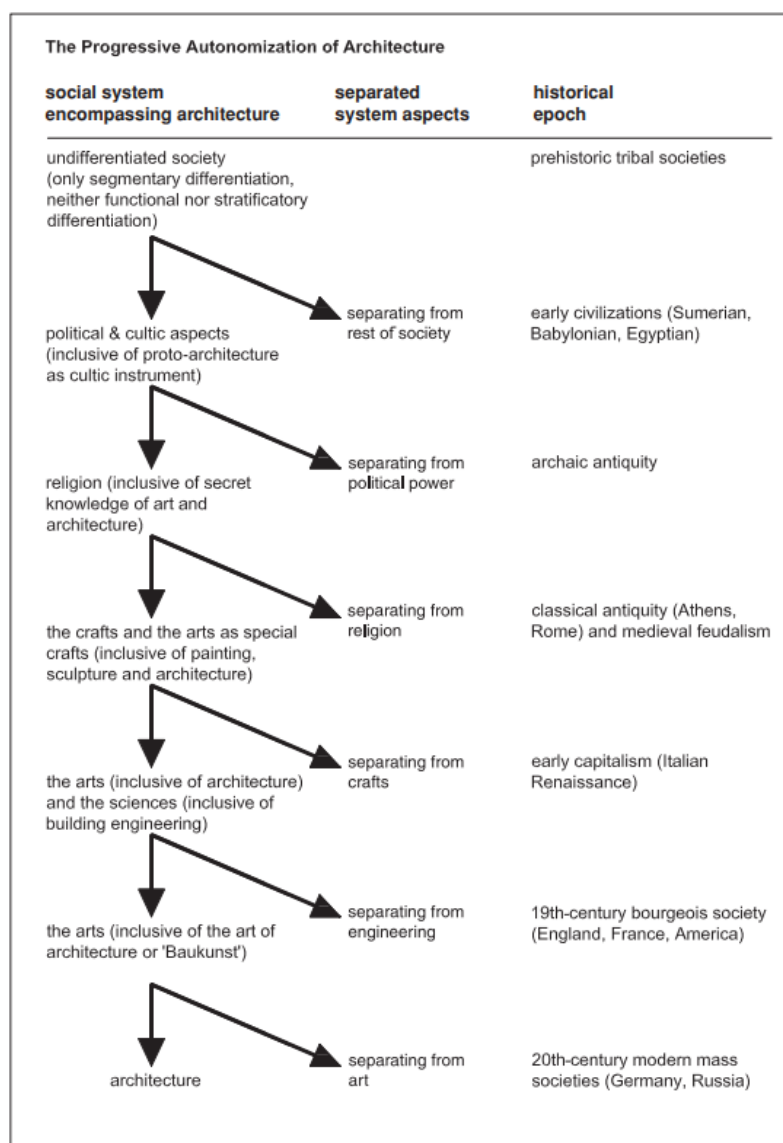 The Progressive Autonomization of Architecture
social system
encompassing architecture
separated
system aspects
historical
epoch
undifferentiated society
(only segmentary differentiation,
neither functional nor stratificatory
differentiation)
prehistoric tribal societies
political & cultic aspects
(inclusive of proto-architecture
as cultic instrument)
separating from
rest of society
early civilizations (Sumerian,
Babylonian, Egyptian)
religion (inclusive of secret
knowledge of art and
architecture)
separating from
political power
archaic antiquity
the crafts and the arts as special
crafts (inclusive of painting,
sculpture and architecture)
separating from
religion
classical antiquity (Athens,
Rome) and medieval feudalism
the arts (inclusive of architecture)
and the sciences (inclusive of
building engineering)
separating from
crafts
early capitalism (Italian
Renaissance)
the arts (inclusive of the art of
architecture or 'Baukunst')
separating from
engineering
19th-century bourgeois society
(England, France, America)
architecture
separating from
art
20th-century modern mass
societies (Germany, Russia)